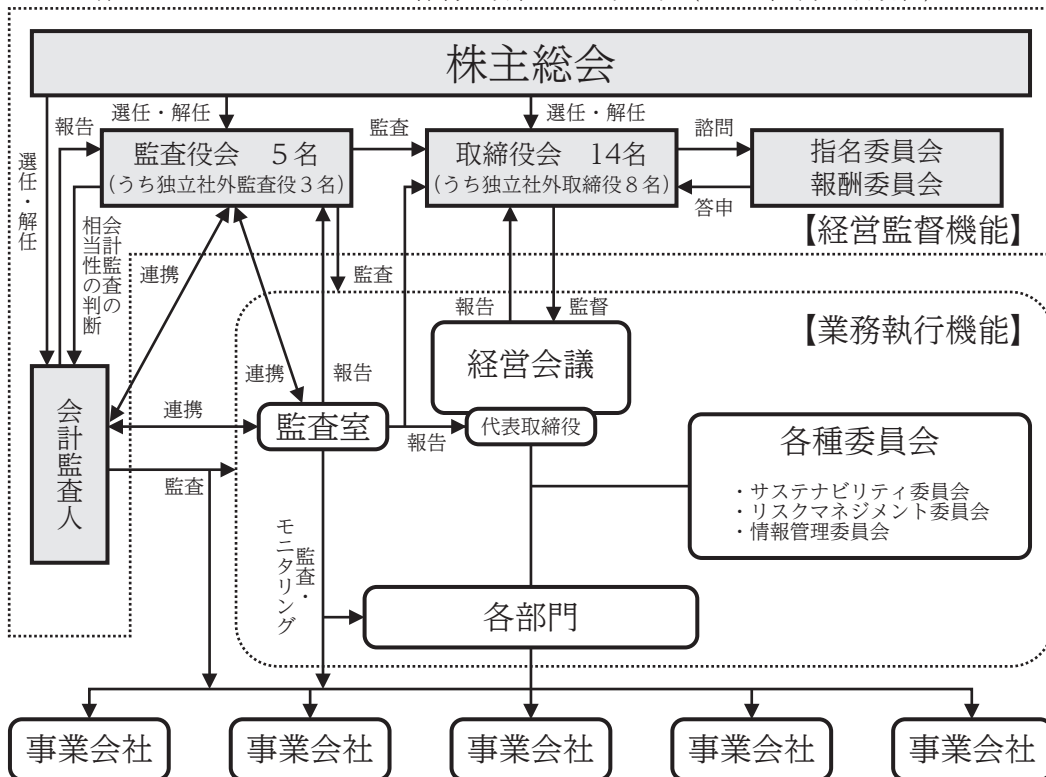 株主総会
選任・解任
選任・解任
選任・解任
報告
監査役会　5名
(うち独立社外監査役3名)
監査
取締役会　14名
(うち独立社外取締役8名)
諮問
答申
指名委員会
報酬委員会
【経営監督機能】
会計監査の
相当性の判断
連携
監査
報告
監督
【業務執行機能】
経営会議
代表取締役
連携
報告
会計監査人
連携
監査室
報告
監査
各種委員会
・サステナビリティ委員会
・リスクマネジメント委員会
・情報管理委員会
監査・
モニタリング
各部門
事業会社
事業会社
事業会社
事業会社
事業会社